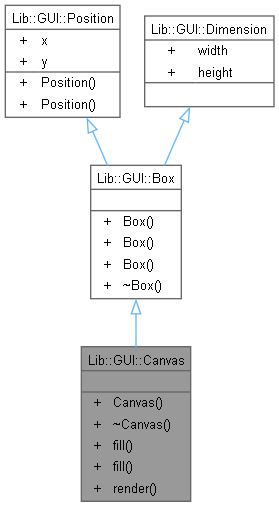 Lib::GUI::Position
+ x
+ y
+ Position()
+ Position()
Lib::GUI::Dimension
+ width
+ height
Lib::GUI::Box
+ Box()
+ Box()
+ Box()
+ ~Box()
Lib::GUI::Canvas
+ Canvas()
+ ~Canvas()
+ fill()
+ fill()
+ render()